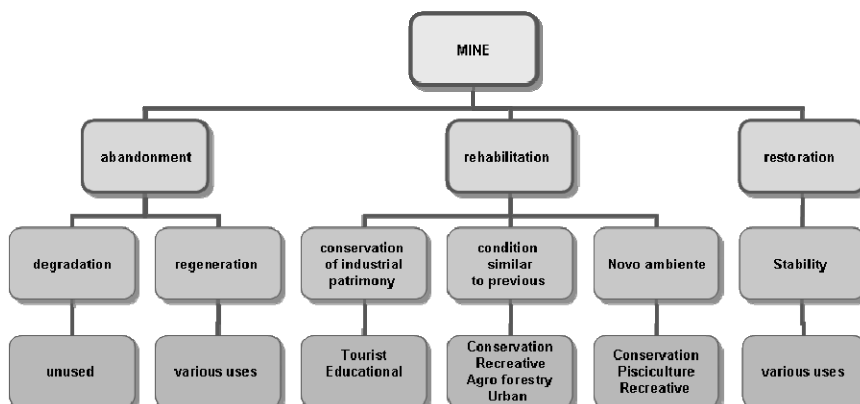 MINE
abandonment
rehabilitation
restoration
degradation
regeneration
conservation
of industrial
patrimony
condition
similar
to previous
Novo ambiente
Stability
unused
various uses
Tourist
Educational
Conservation
Recreative
Agro forestry
Urban
Conservation
Pisciculture
Recreative
various uses